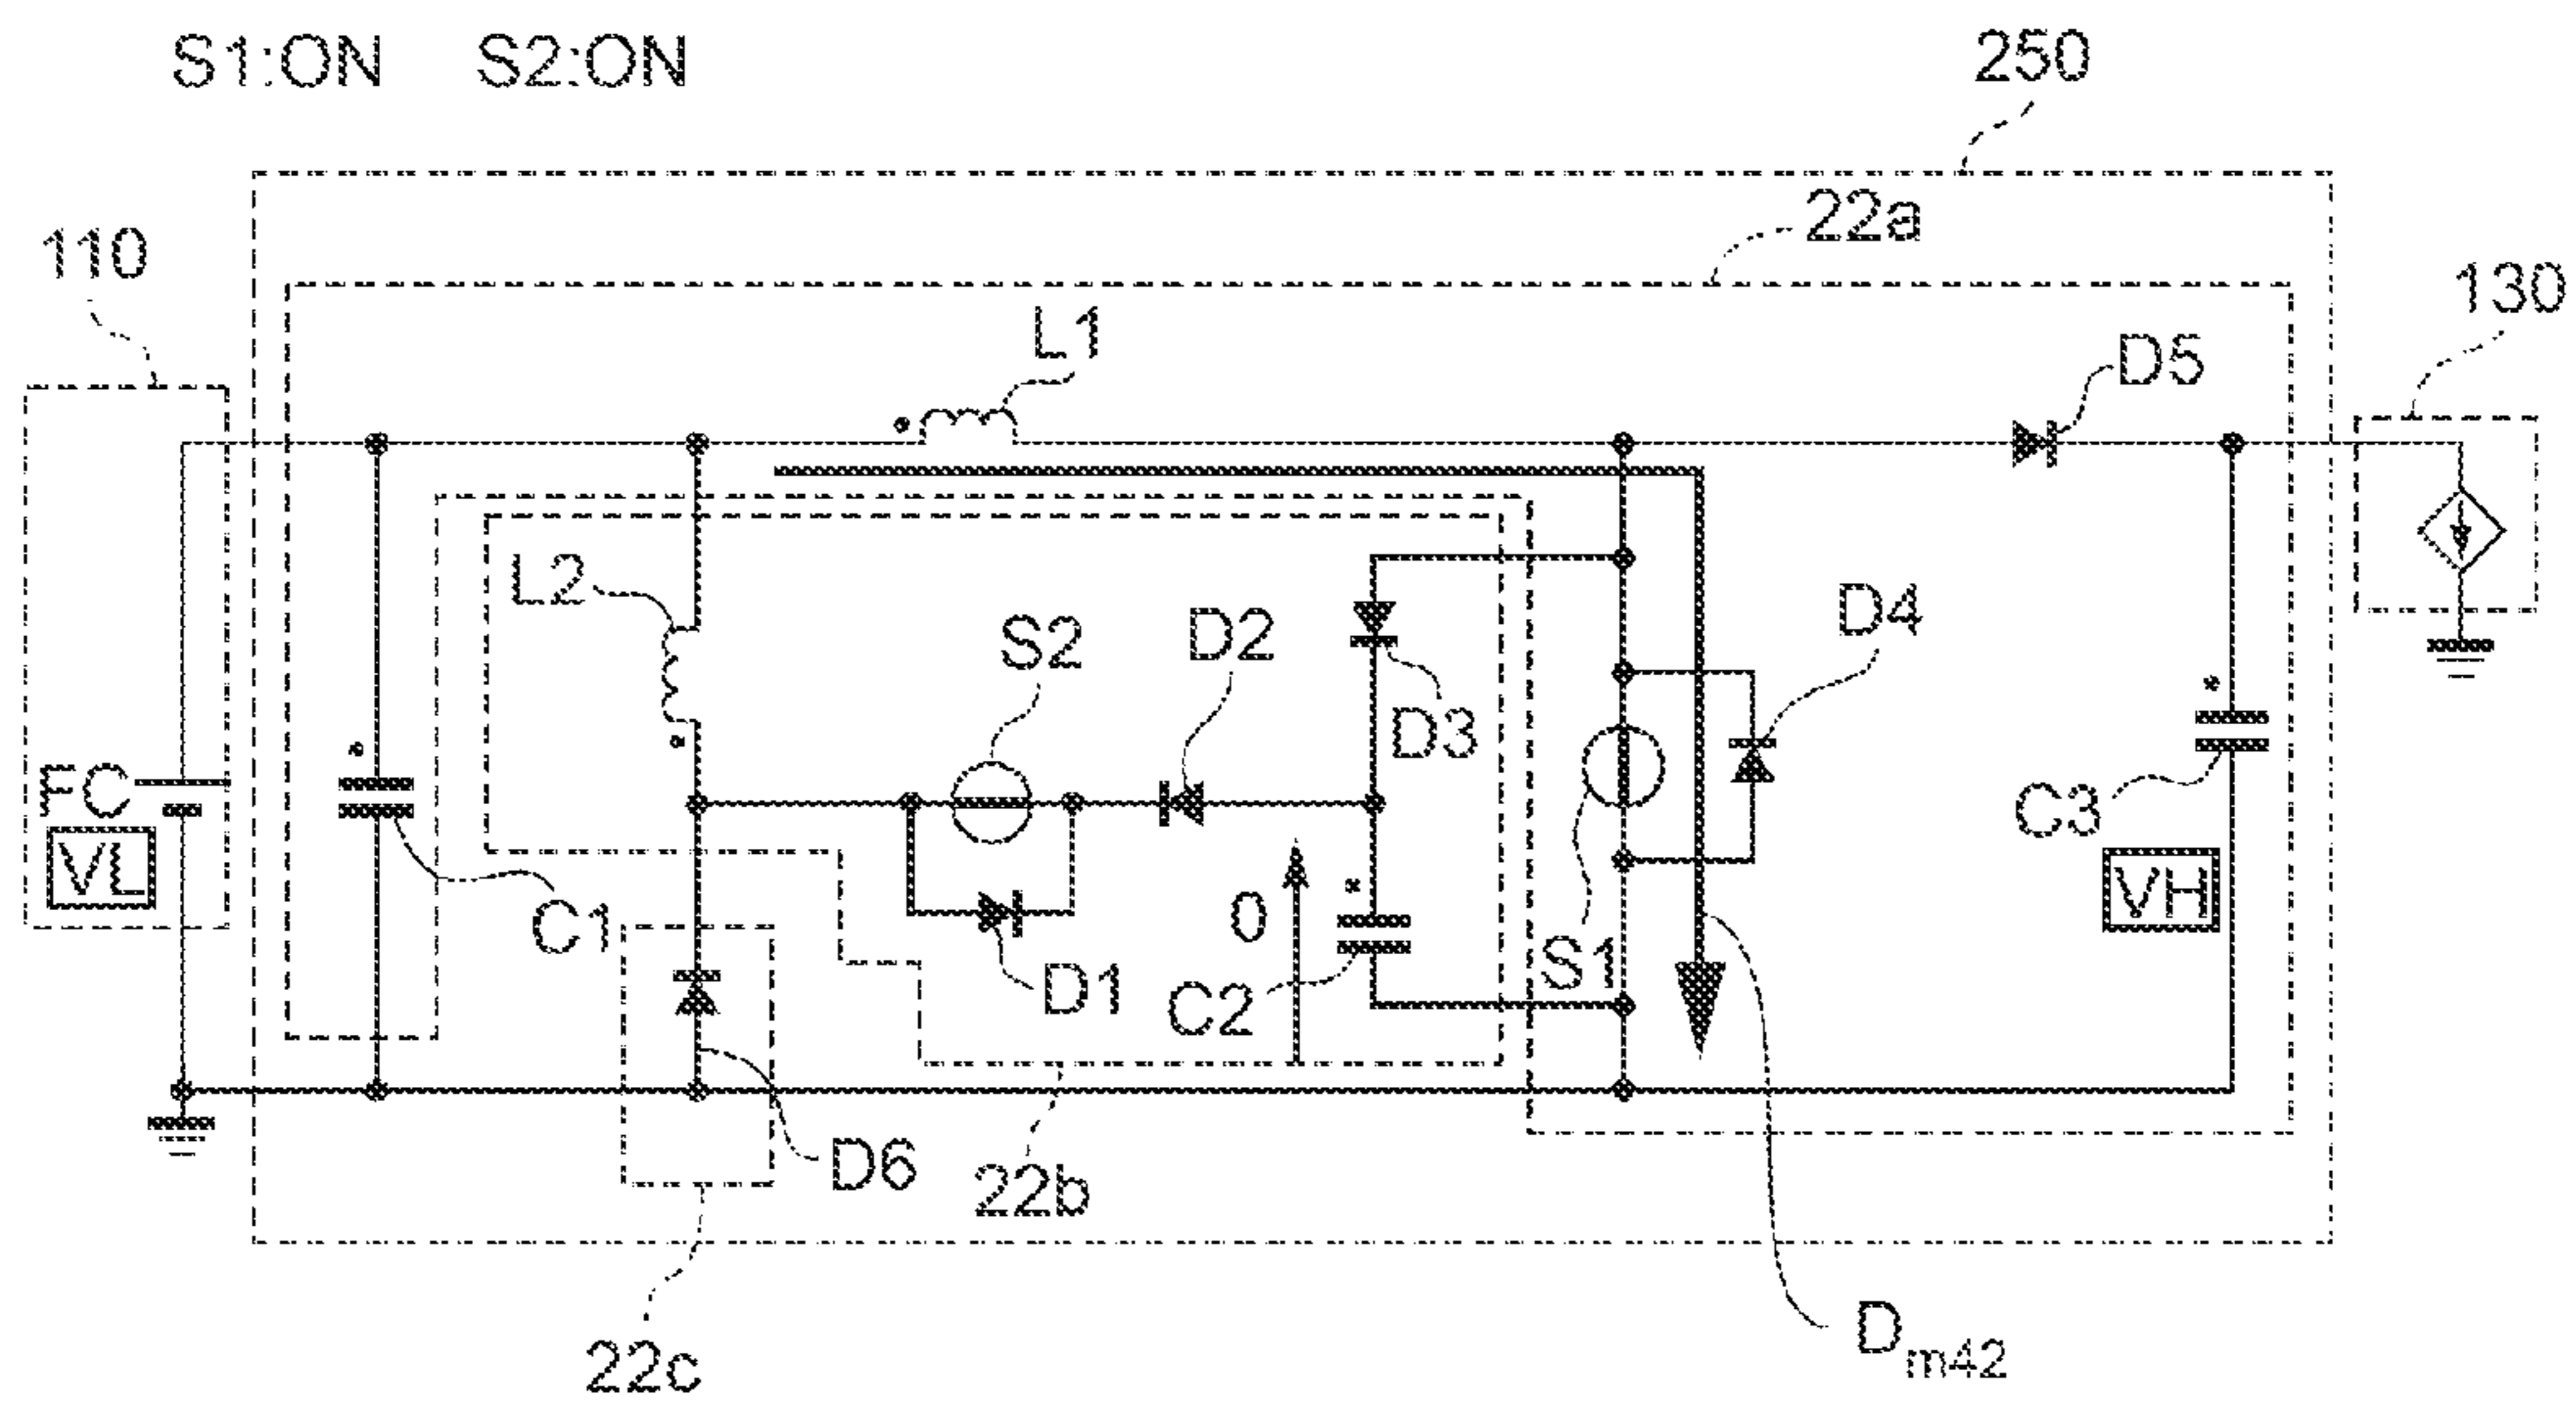 S1:ON S2:ON
250
22a
110
130
L1
D5
L2
S2
D2
D4
D3
FC
VL
C3
VH
C1
0
S1
D1
C2
D6
22b
22c
Dm42